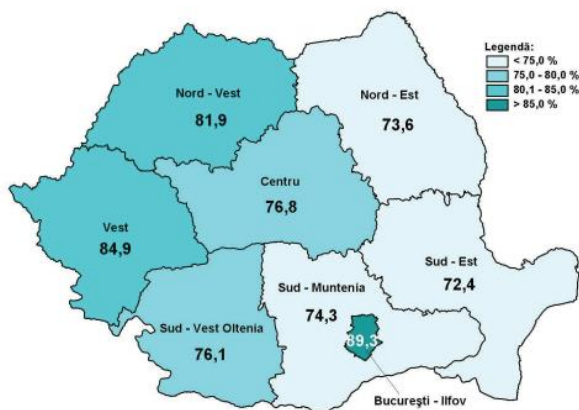 Legendă:
< 75,0 %
75,0 - 80,0 %
80,1 - 85,0 %
> 85,0 %
Nord - Vest
81,9
Nord - Est
73,6
Centru
76,8
Vest
84,9
Sud - Est
72,4
Sud - Muntenia
74,3
Sud - Vest Oltenia
76,1
89,3
Bucureşti - Ilfov